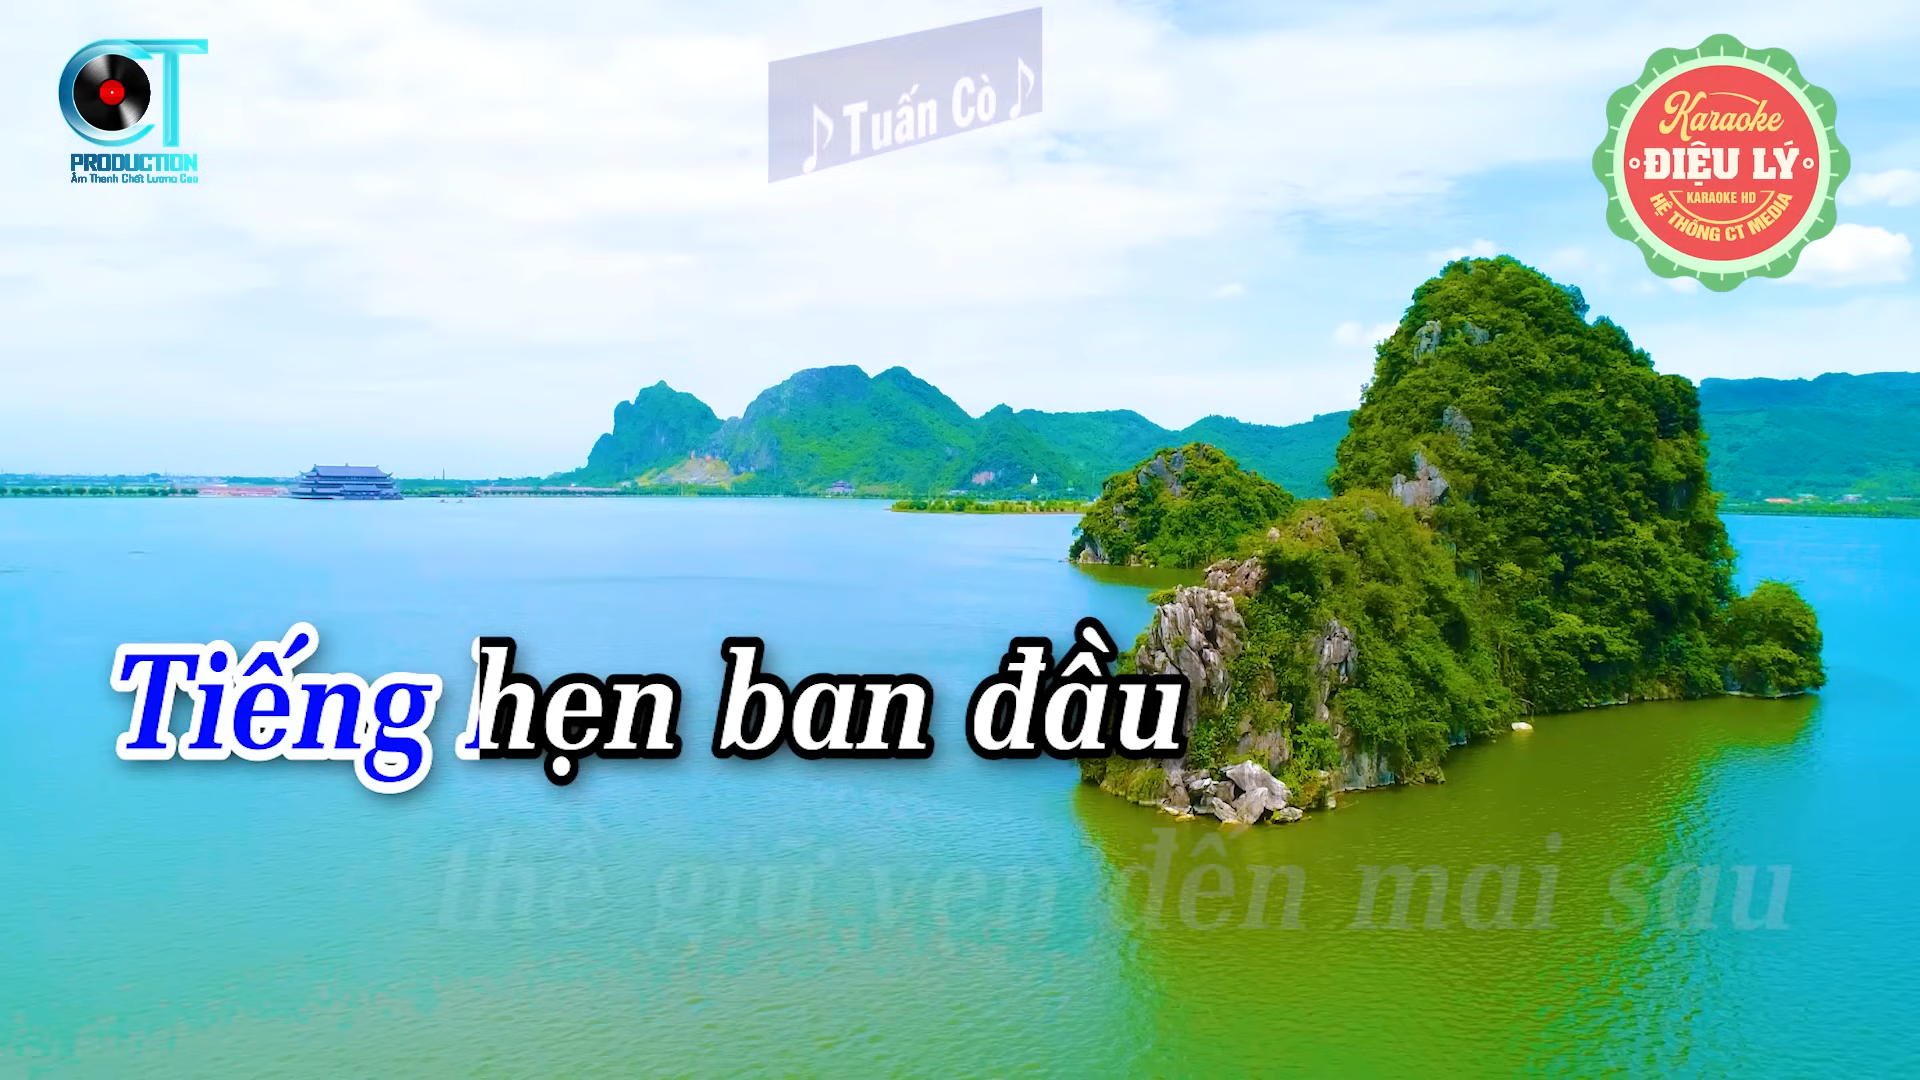 CT
PRODUCTION
Âm Thanh Chất Lượng Cao
♪ Tuấn Cò ♪
Karaoke
ĐIỆU LÝ
KARAOKE HD
HỆ THỐNG CT MEDIA
Tiếng hẹn ban đầu
thề giữ vẹn đến mai sau